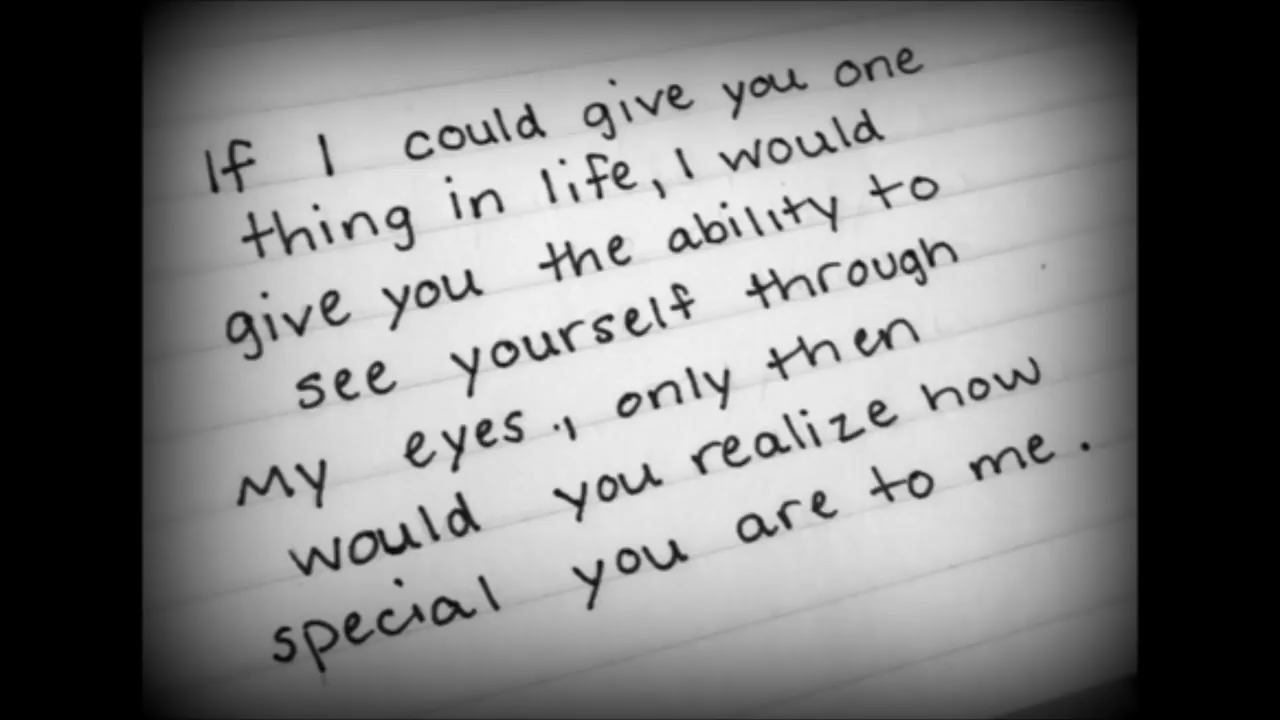 If I could give you one
thing in life, I would
give you the ability to
see yourself through
my eyes., only then
would you realize how
special you are to me.